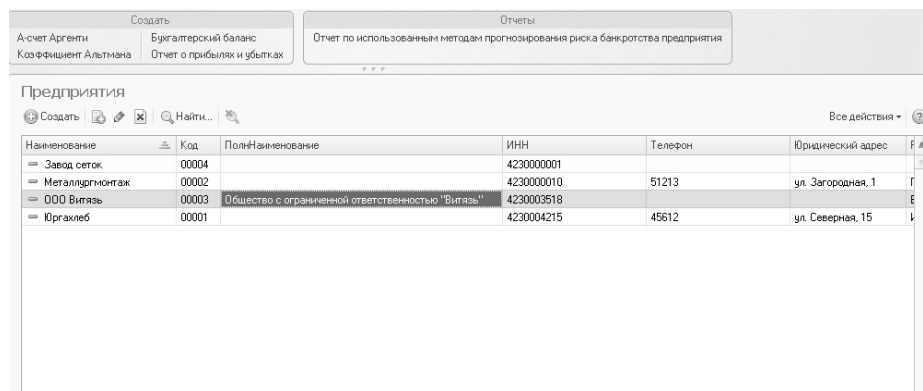 Создать Отчеты
А-счет Аргенти Бухгалтерский баланс Отчет по использованным методам прогнозирования риска банкротства предприятия
Коэффициент Альтмана Отчет о прибылях и убытках
Предприятия
Создать Найти... Все действия
Наименование Код ПолнНаименование ИНН Телефон Юридический адрес
Завод сеток 00004 4230000001
Металлургмонтаж 00002 4230000010 51213 ул. Загородная, 1
ООО Витязь 00003 Общество с ограниченной ответственностью "Витязь" 4230003518
Юргахлеб 00001 4230004215 45612 ул. Северная, 15